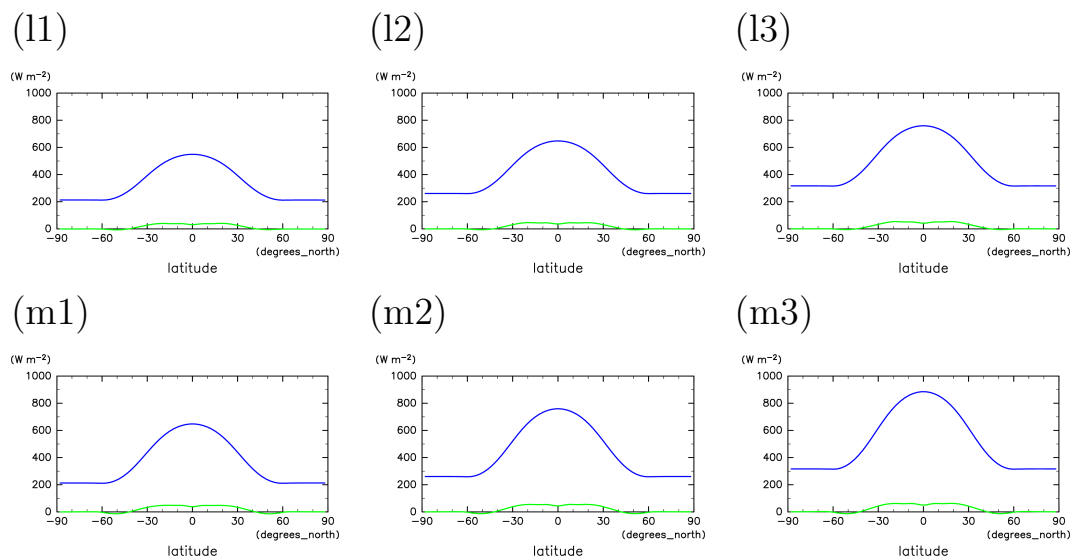 (l1) (l2) (l3)
(W m−2) (W m−2) (W m−2)
1000 1000 1000
800 800 800
600 600 600
400 400 400
200 200 200
0 0 0
−90 −60 −30 0 30 60 90 −90 −60 −30 0 30 60 90 −90 −60 −30 0 30 60 90
(degrees_north) (degrees_north) (degrees_north)
latitude latitude latitude
(m1) (m2) (m3)
(W m−2) (W m−2) (W m−2)
1000 1000 1000
800 800 800
600 600 600
400 400 400
200 200 200
0 0 0
−90 −60 −30 0 30 60 90 −90 −60 −30 0 30 60 90 −90 −60 −30 0 30 60 90
(degrees_north) (degrees_north) (degrees_north)
latitude latitude latitude